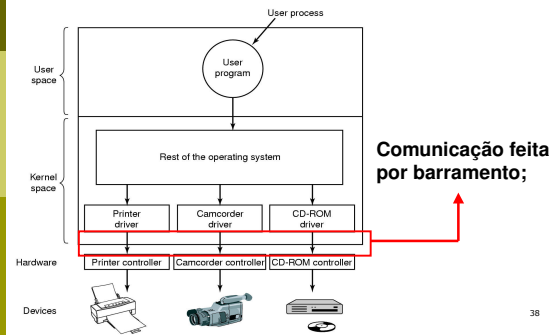 User process
User
space
User
program
Rest of the operating system
Kernel
space
Printer
driver
Camcorder
driver
CD-ROM
driver
Comunicação feita
por barramento;
Hardware
Printer controller
Camcorder controller
CD-ROM controller
Devices
38